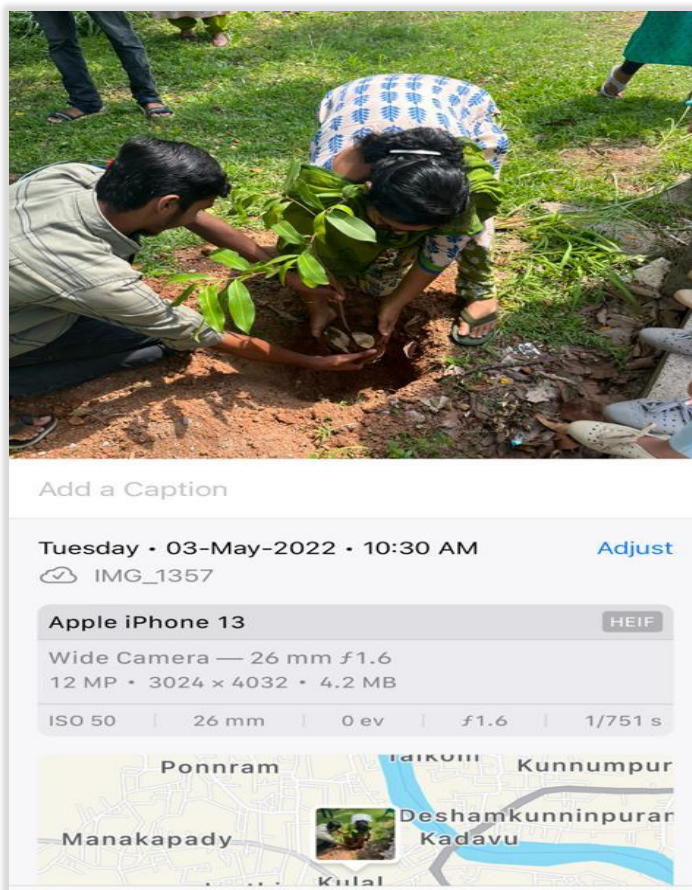 Add a Caption
Tuesday • 03-May-2022 • 10:30 AM Adjust
IMG_1357
Apple iPhone 13 HEIF
Wide Camera — 26 mm ƒ1.6
12 MP • 3024 × 4032 • 4.2 MB
ISO 50 26 mm 0 ev ƒ1.6 1/751 s
Ponnram Kunnumpur
Deshamkunninpurar
Manakapady Kadavu
Kulal